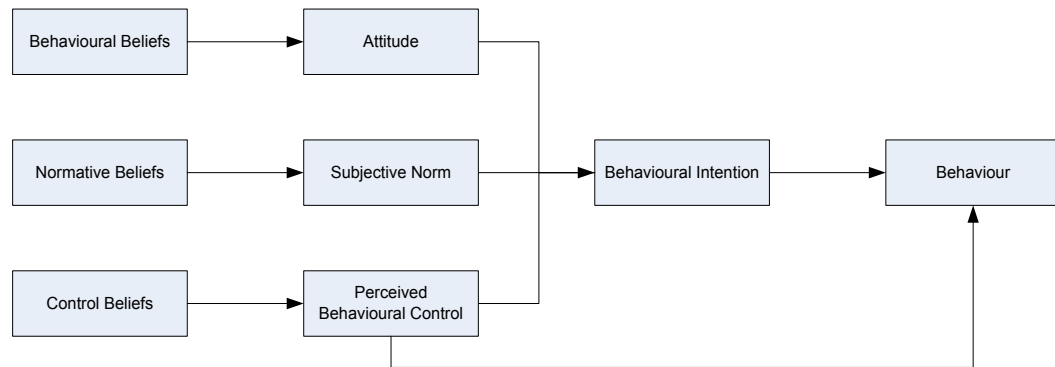 Behavioural Beliefs
Attitude
Normative Beliefs
Subjective Norm
Behavioural Intention
Behaviour
Control Beliefs
Perceived
Behavioural Control